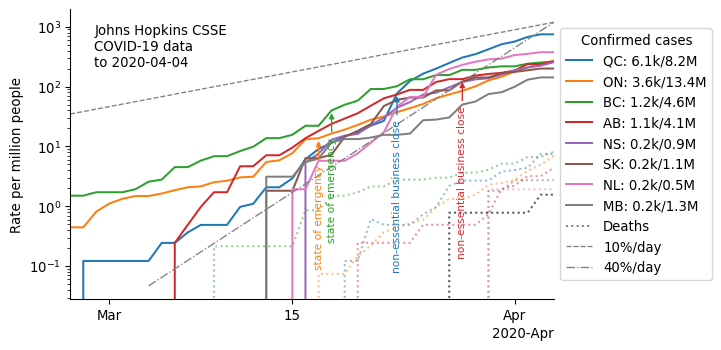 Johns Hopkins CSSE
COVID-19 data
to 2020-04-04
Rate per million people
10³
10²
10¹
10⁰
10⁻¹
state of emergency
state of emergency
non-essential business close
non-essential business close
Mar
15
Apr
2020-Apr
Confirmed cases
QC: 6.1k/8.2M
ON: 3.6k/13.4M
BC: 1.2k/4.6M
AB: 1.1k/4.1M
NS: 0.2k/0.9M
SK: 0.2k/1.1M
NL: 0.2k/0.5M
MB: 0.2k/1.3M
Deaths
10%/day
40%/day